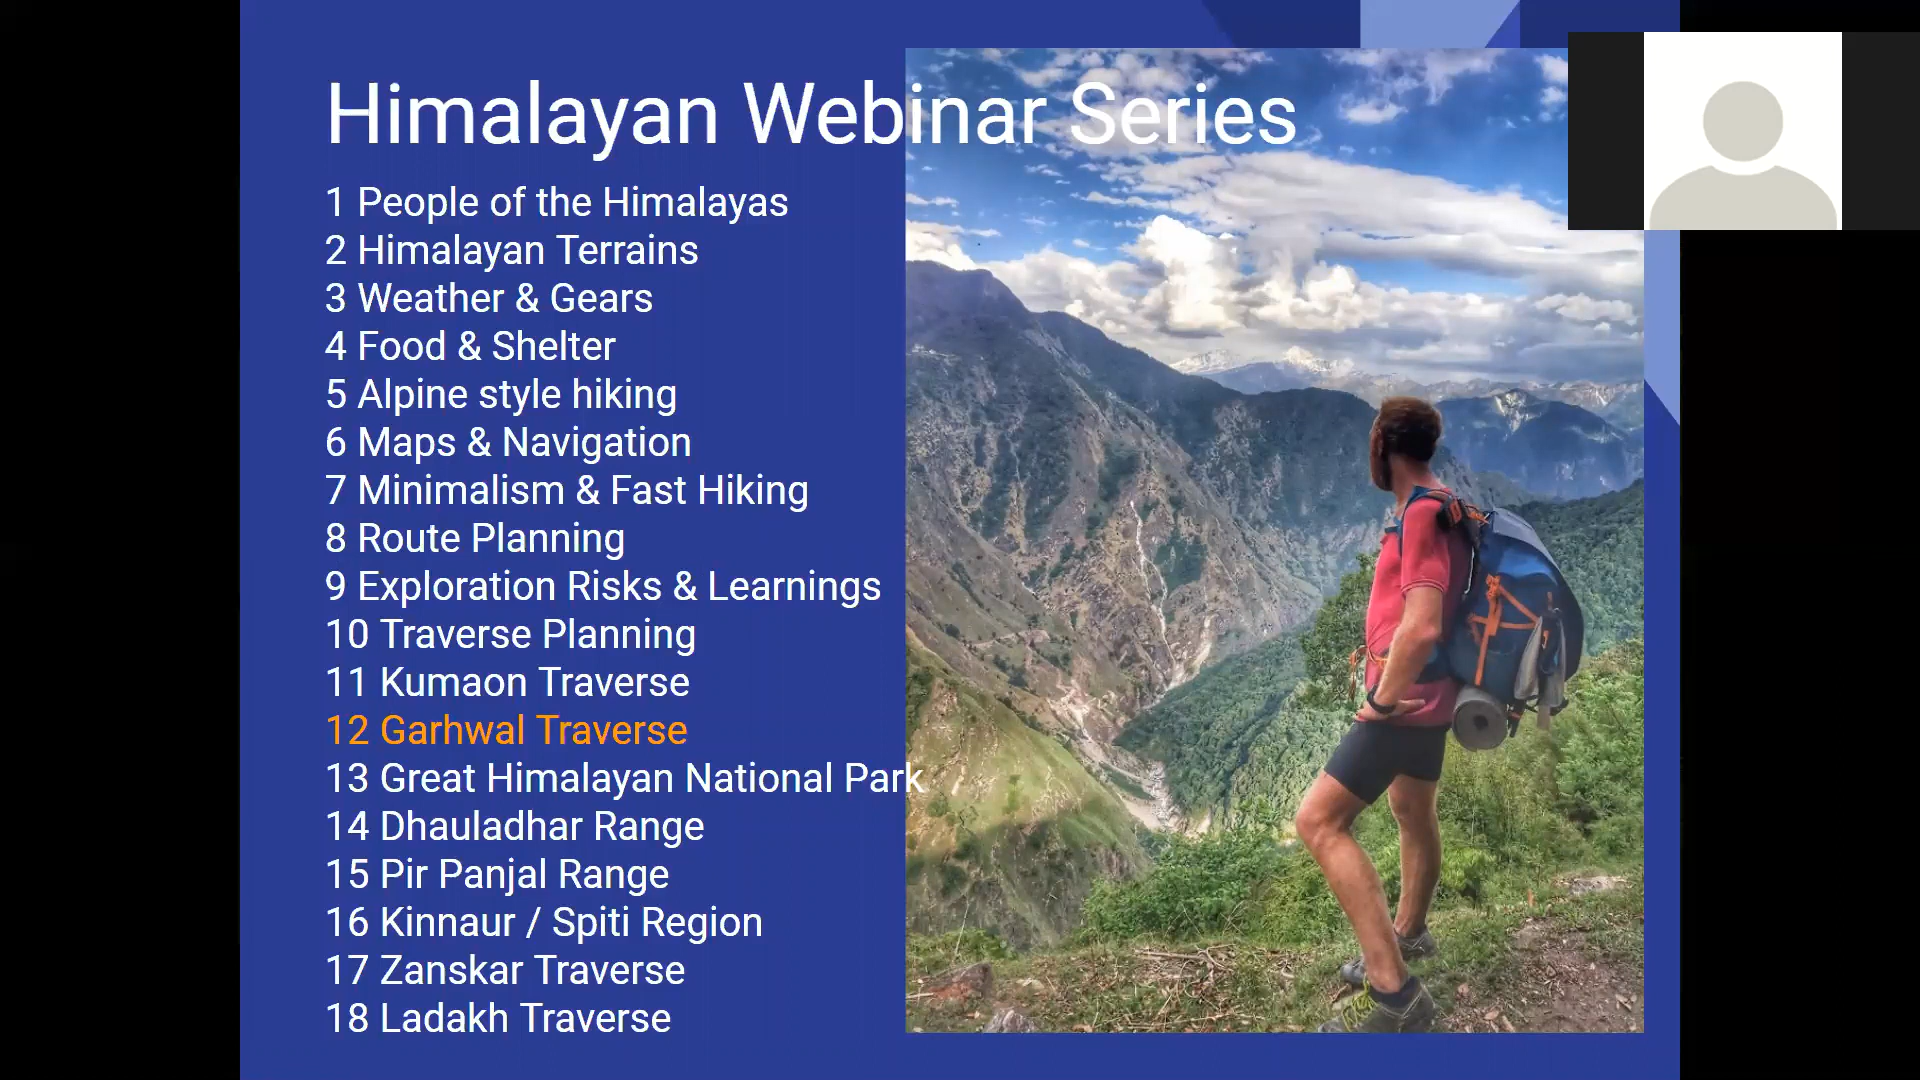 Himalayan Webinar Series
1 People of the Himalayas
2 Himalayan Terrains
3 Weather & Gears
4 Food & Shelter
5 Alpine style hiking
6 Maps & Navigation
7 Minimalism & Fast Hiking
8 Route Planning
9 Exploration Risks & Learnings
10 Traverse Planning
11 Kumaon Traverse
12 Garhwal Traverse
13 Great Himalayan National Park
14 Dhauladhar Range
15 Pir Panjal Range
16 Kinnaur / Spiti Region
17 Zanskar Traverse
18 Ladakh Traverse